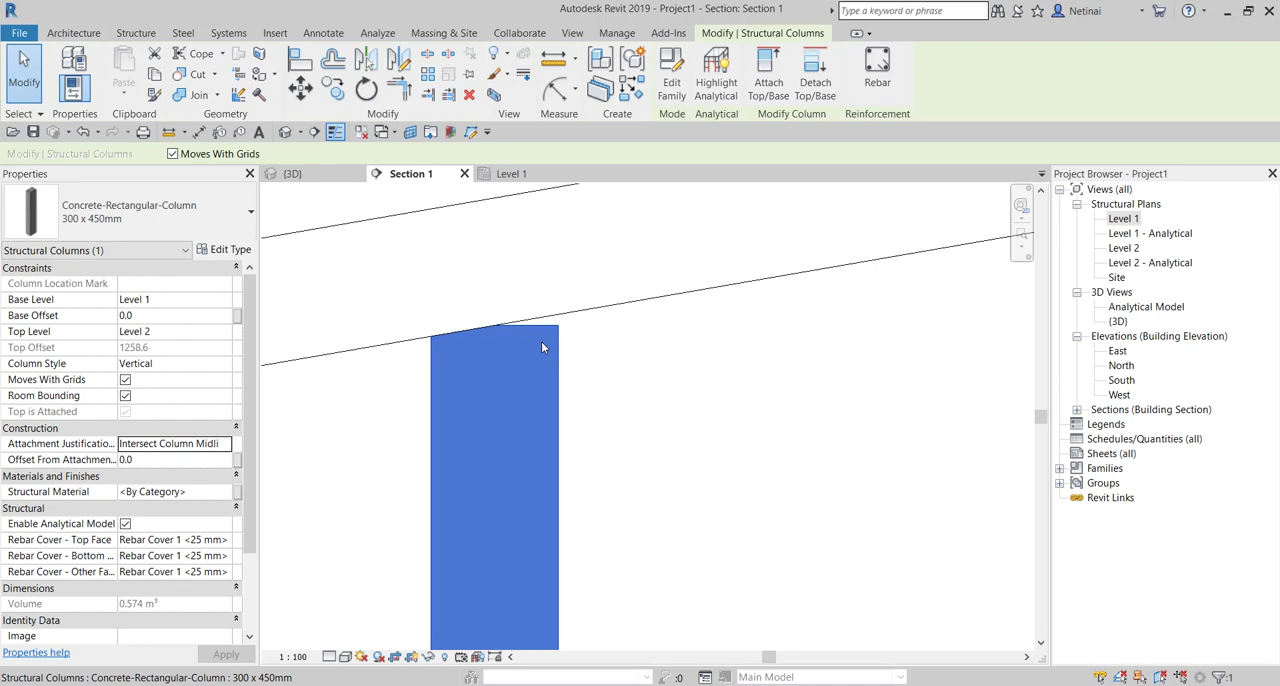 Autodesk Revit 2019 - Project1 - Section: Section 1
Type a keyword or phrase
Netinai
File
Architecture
Structure
Steel
Systems
Insert
Annotate
Analyze
Massing & Site
Collaborate
View
Manage
Add-Ins
Modify | Structural Columns
Modify
Paste
Cope
Cut
Join
Edit
Family
Highlight
Analytical
Attach
Top/Base
Detach
Top/Base
Rebar
Select
Properties
Clipboard
Geometry
Modify
View
Measure
Create
Mode
Analytical
Modify Column
Reinforcement
Modify | Structural Columns
Moves With Grids
Properties
{3D}
Section 1
Level 1
Project Browser - Project1
Concrete-Rectangular-Column
300 x 450mm
Structural Columns (1)
Edit Type
Constraints
Column Location Mark
Base Level Level 1
Base Offset 0.0
Top Level Level 2
Top Offset 1258.6
Column Style Vertical
Moves With Grids
Room Bounding
Top is Attached
Construction
Attachment Justificatio... Intersect Column Midli
Offset From Attachmen... 0.0
Materials and Finishes
Structural Material <By Category>
Structural
Enable Analytical Model
Rebar Cover - Top Face Rebar Cover 1 <25 mm>
Rebar Cover - Bottom ... Rebar Cover 1 <25 mm>
Rebar Cover - Other Fa... Rebar Cover 1 <25 mm>
Dimensions
Volume 0.574 m³
Identity Data
Image
Properties help
Apply
Views (all)
Structural Plans
Level 1
Level 1 - Analytical
Level 2
Level 2 - Analytical
Site
3D Views
Analytical Model
{3D}
Elevations (Building Elevation)
East
North
South
West
Sections (Building Section)
Legends
Schedules/Quantities (all)
Sheets (all)
Families
Groups
Revit Links
1 : 100
Structural Columns : Concrete-Rectangular-Column : 300 x 450mm
:0
Main Model
:1